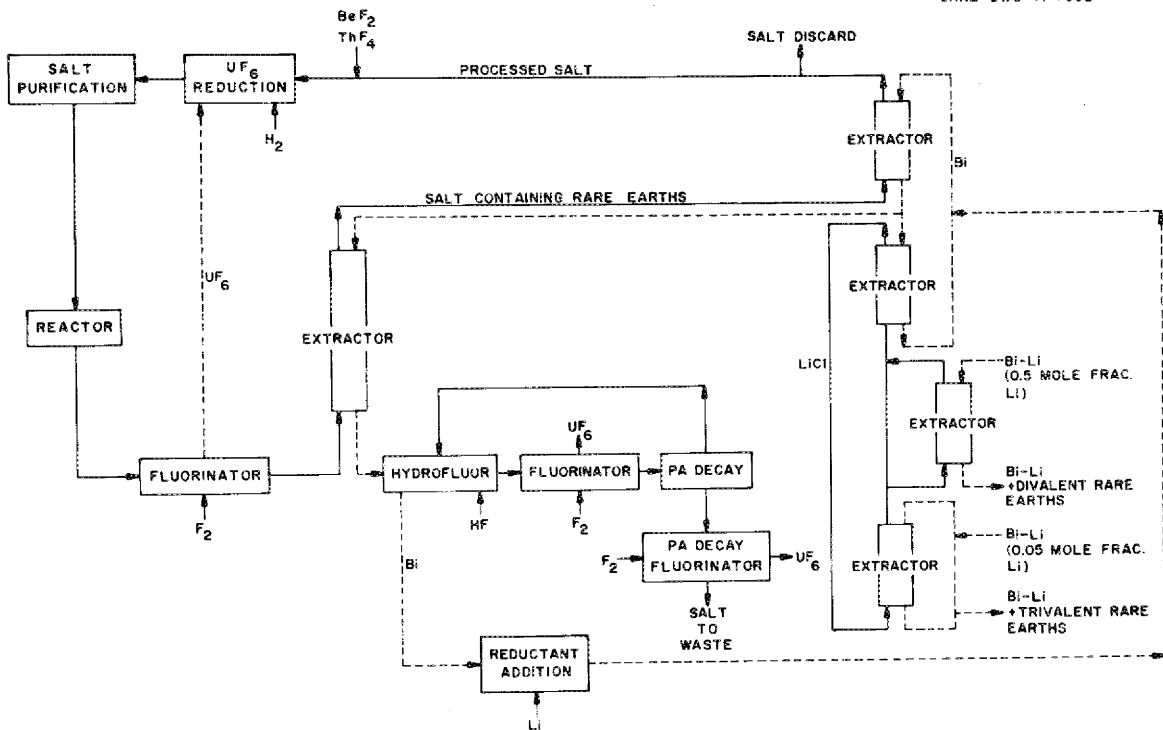 BeF2
ThF4
SALT DISCARD
SALT
PURIFICATION
UF6
REDUCTION
PROCESSED SALT
H2
EXTRACTOR
Bi
SALT CONTAINING RARE EARTHS
UF6
REACTOR
EXTRACTOR
EXTRACTOR
LiCl
Bi-Li
(0.5 MOLE FRAC.
Li)
EXTRACTOR
UF6
FLUORINATOR
HYDROFLUOR
FLUORINATOR
PA DECAY
Bi-Li
+DIVALENT RARE
EARTHS
F2
HF
F2
Bi
F2
PA DECAY
FLUORINATOR
UF6
EXTRACTOR
Bi-Li
(0.05 MOLE FRAC.
Li)
Bi-Li
+TRIVALENT RARE
EARTHS
SALT
TO
WASTE
REDUCTANT
ADDITION
Li